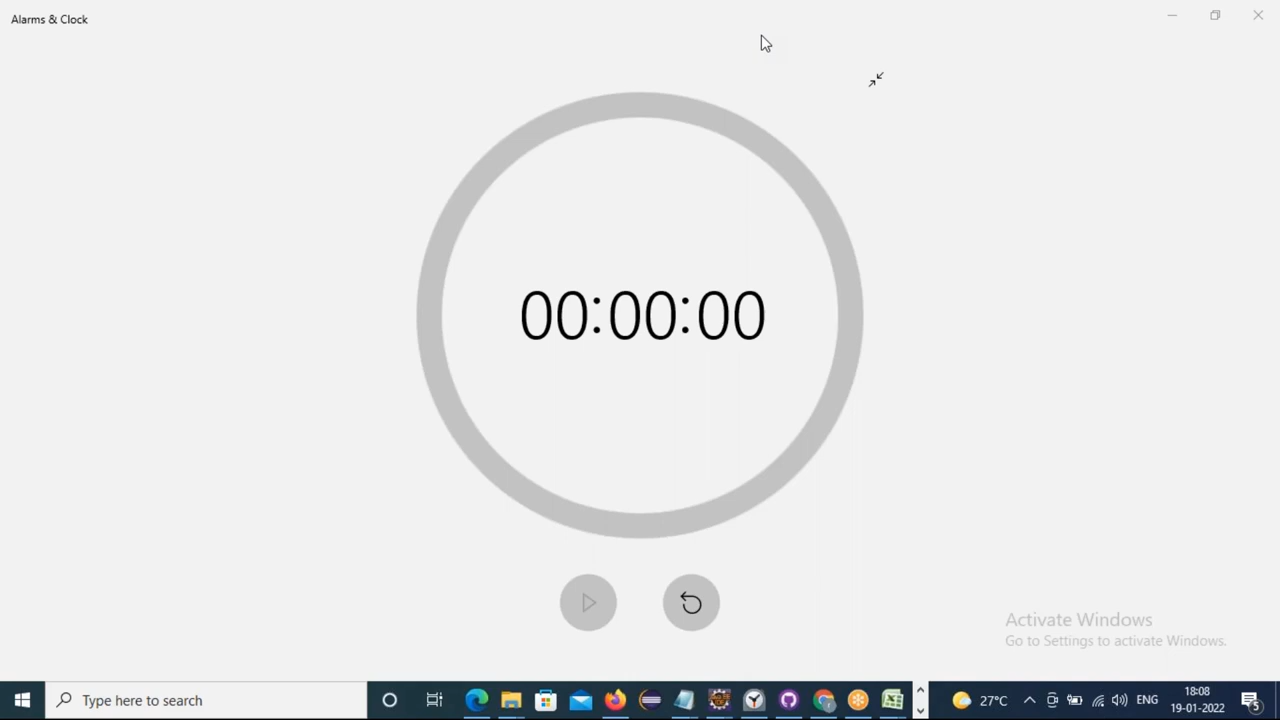 Alarms & Clock
00:00:00
Activate Windows
Go to Settings to activate Windows.
Type here to search
27°C
ENG
18:08
19-01-2022
5